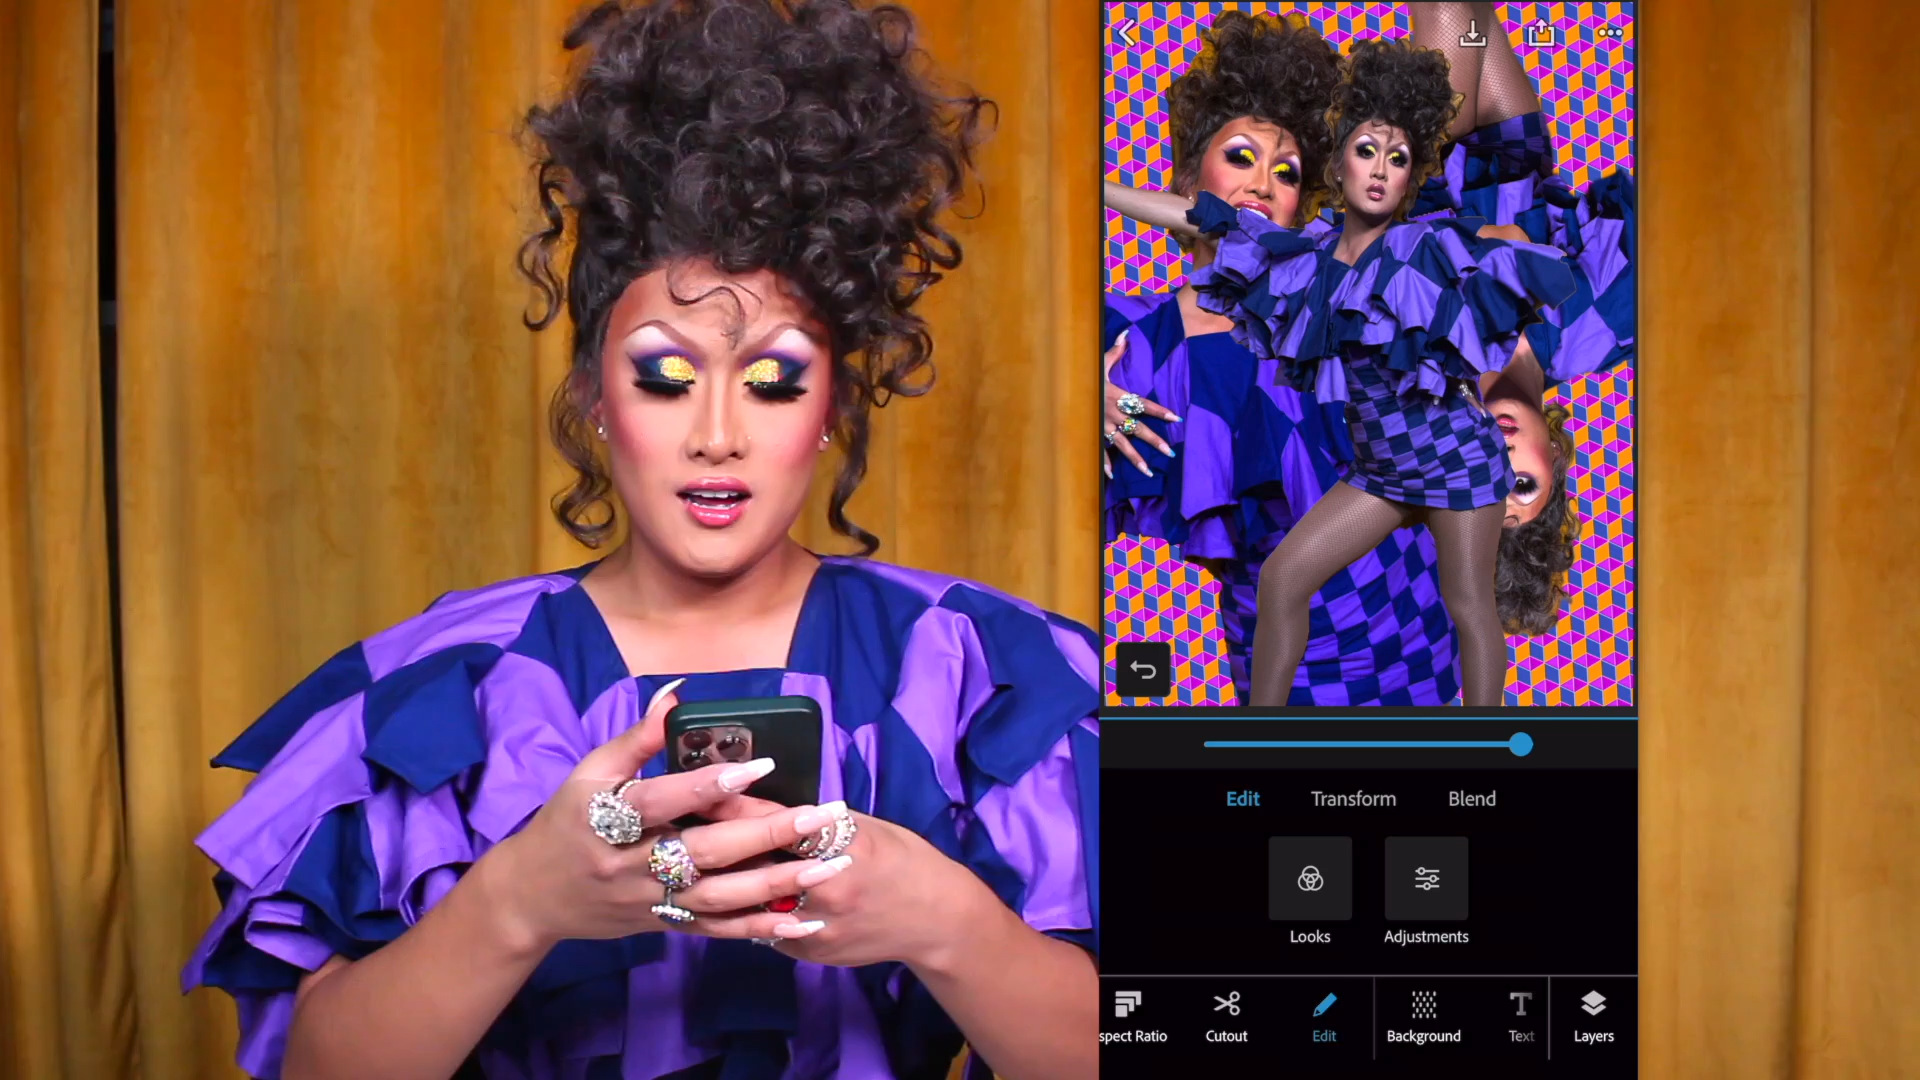 Edit Transform Blend
Looks Adjustments
spect Ratio Cutout Edit Background Text Layers